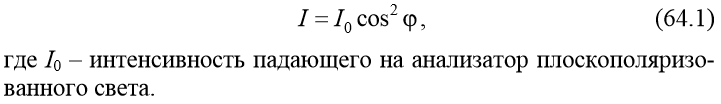 I = I₀ cos² φ, (64.1)
где I₀ – интенсивность падающего на анализатор плоскополяризо-
ванного света.